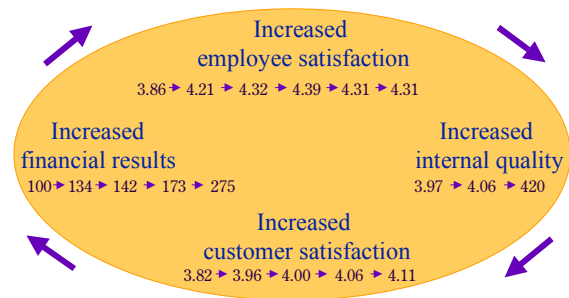 Increased
employee satisfaction
3.86 → 4.21 → 4.32 → 4.39 → 4.31 → 4.31
Increased
financial results
100 → 134 → 142 → 173 → 275
Increased
internal quality
3.97 → 4.06 → 420
Increased
customer satisfaction
3.82 → 3.96 → 4.00 → 4.06 → 4.11